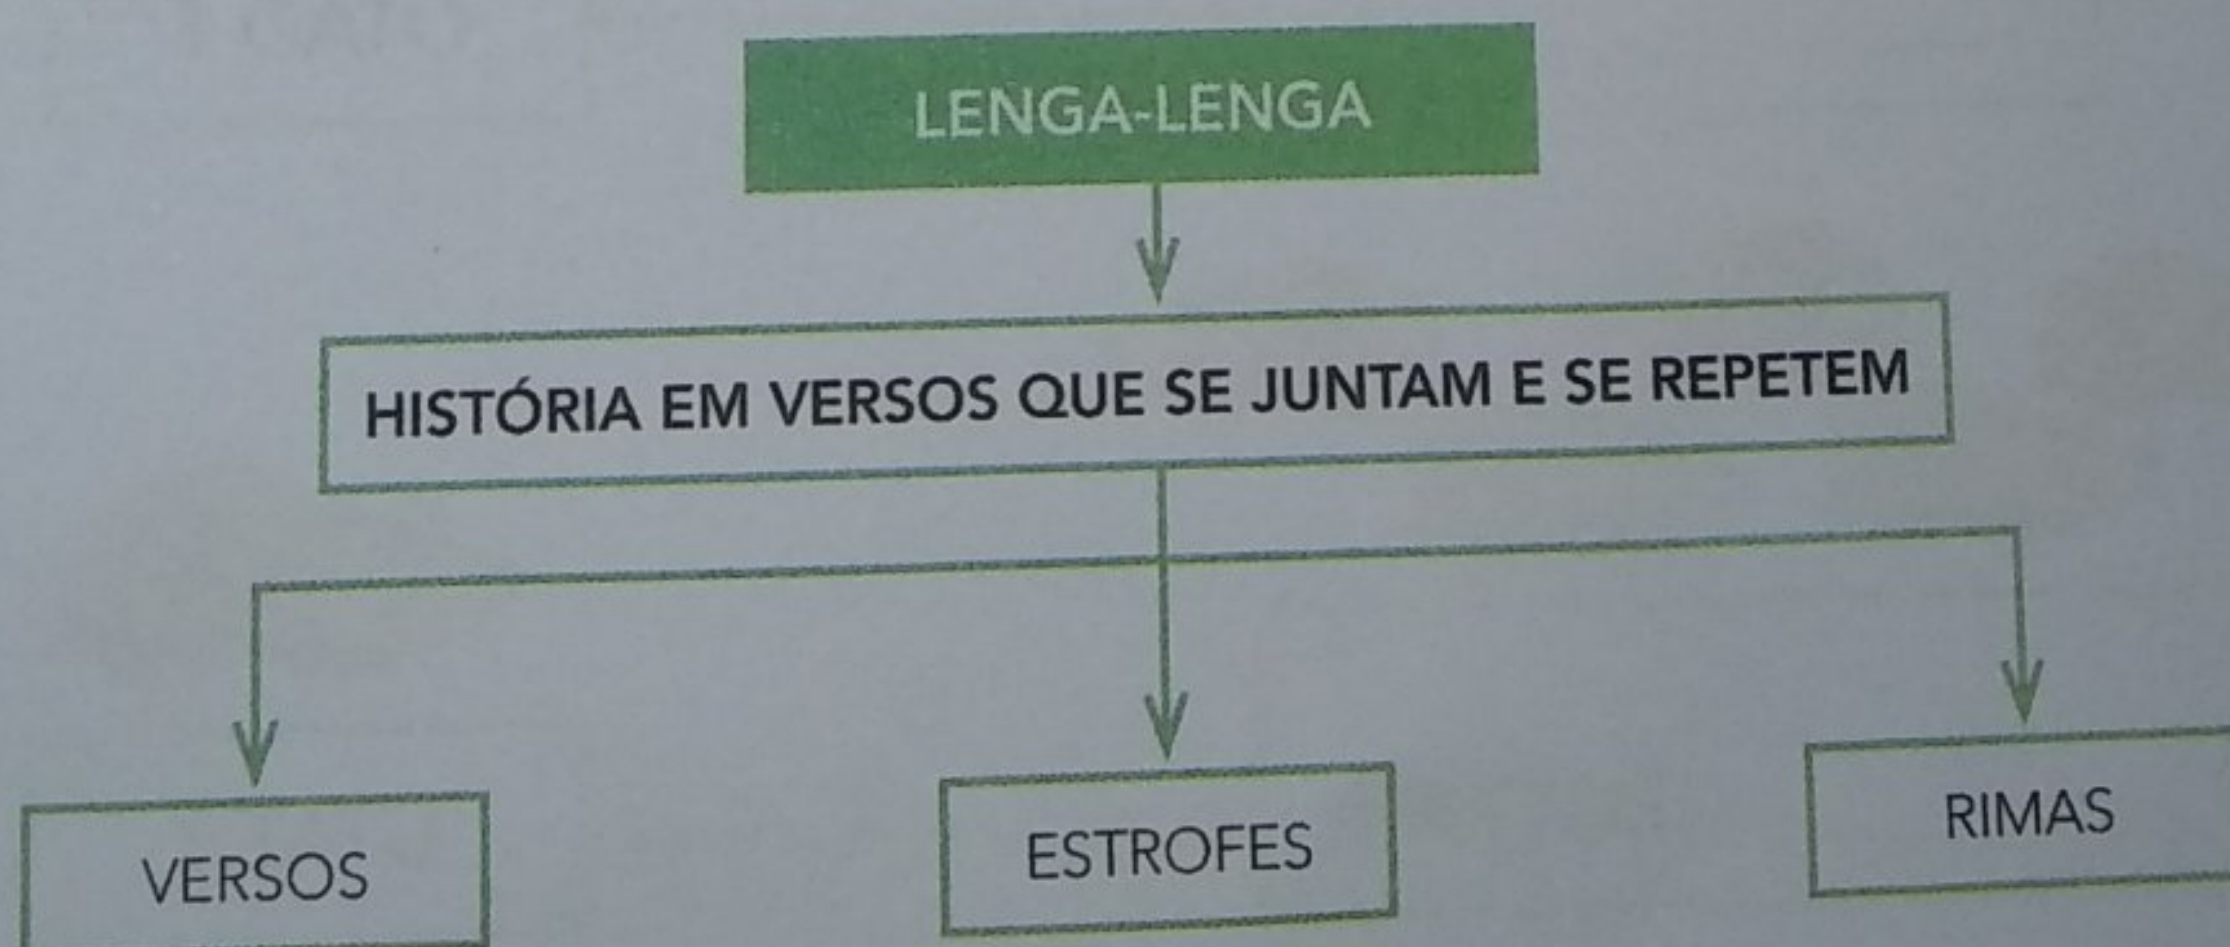 LENGA-LENGA
HISTÓRIA EM VERSOS QUE SE JUNTAM E SE REPETEM
VERSOS
ESTROFES
RIMAS